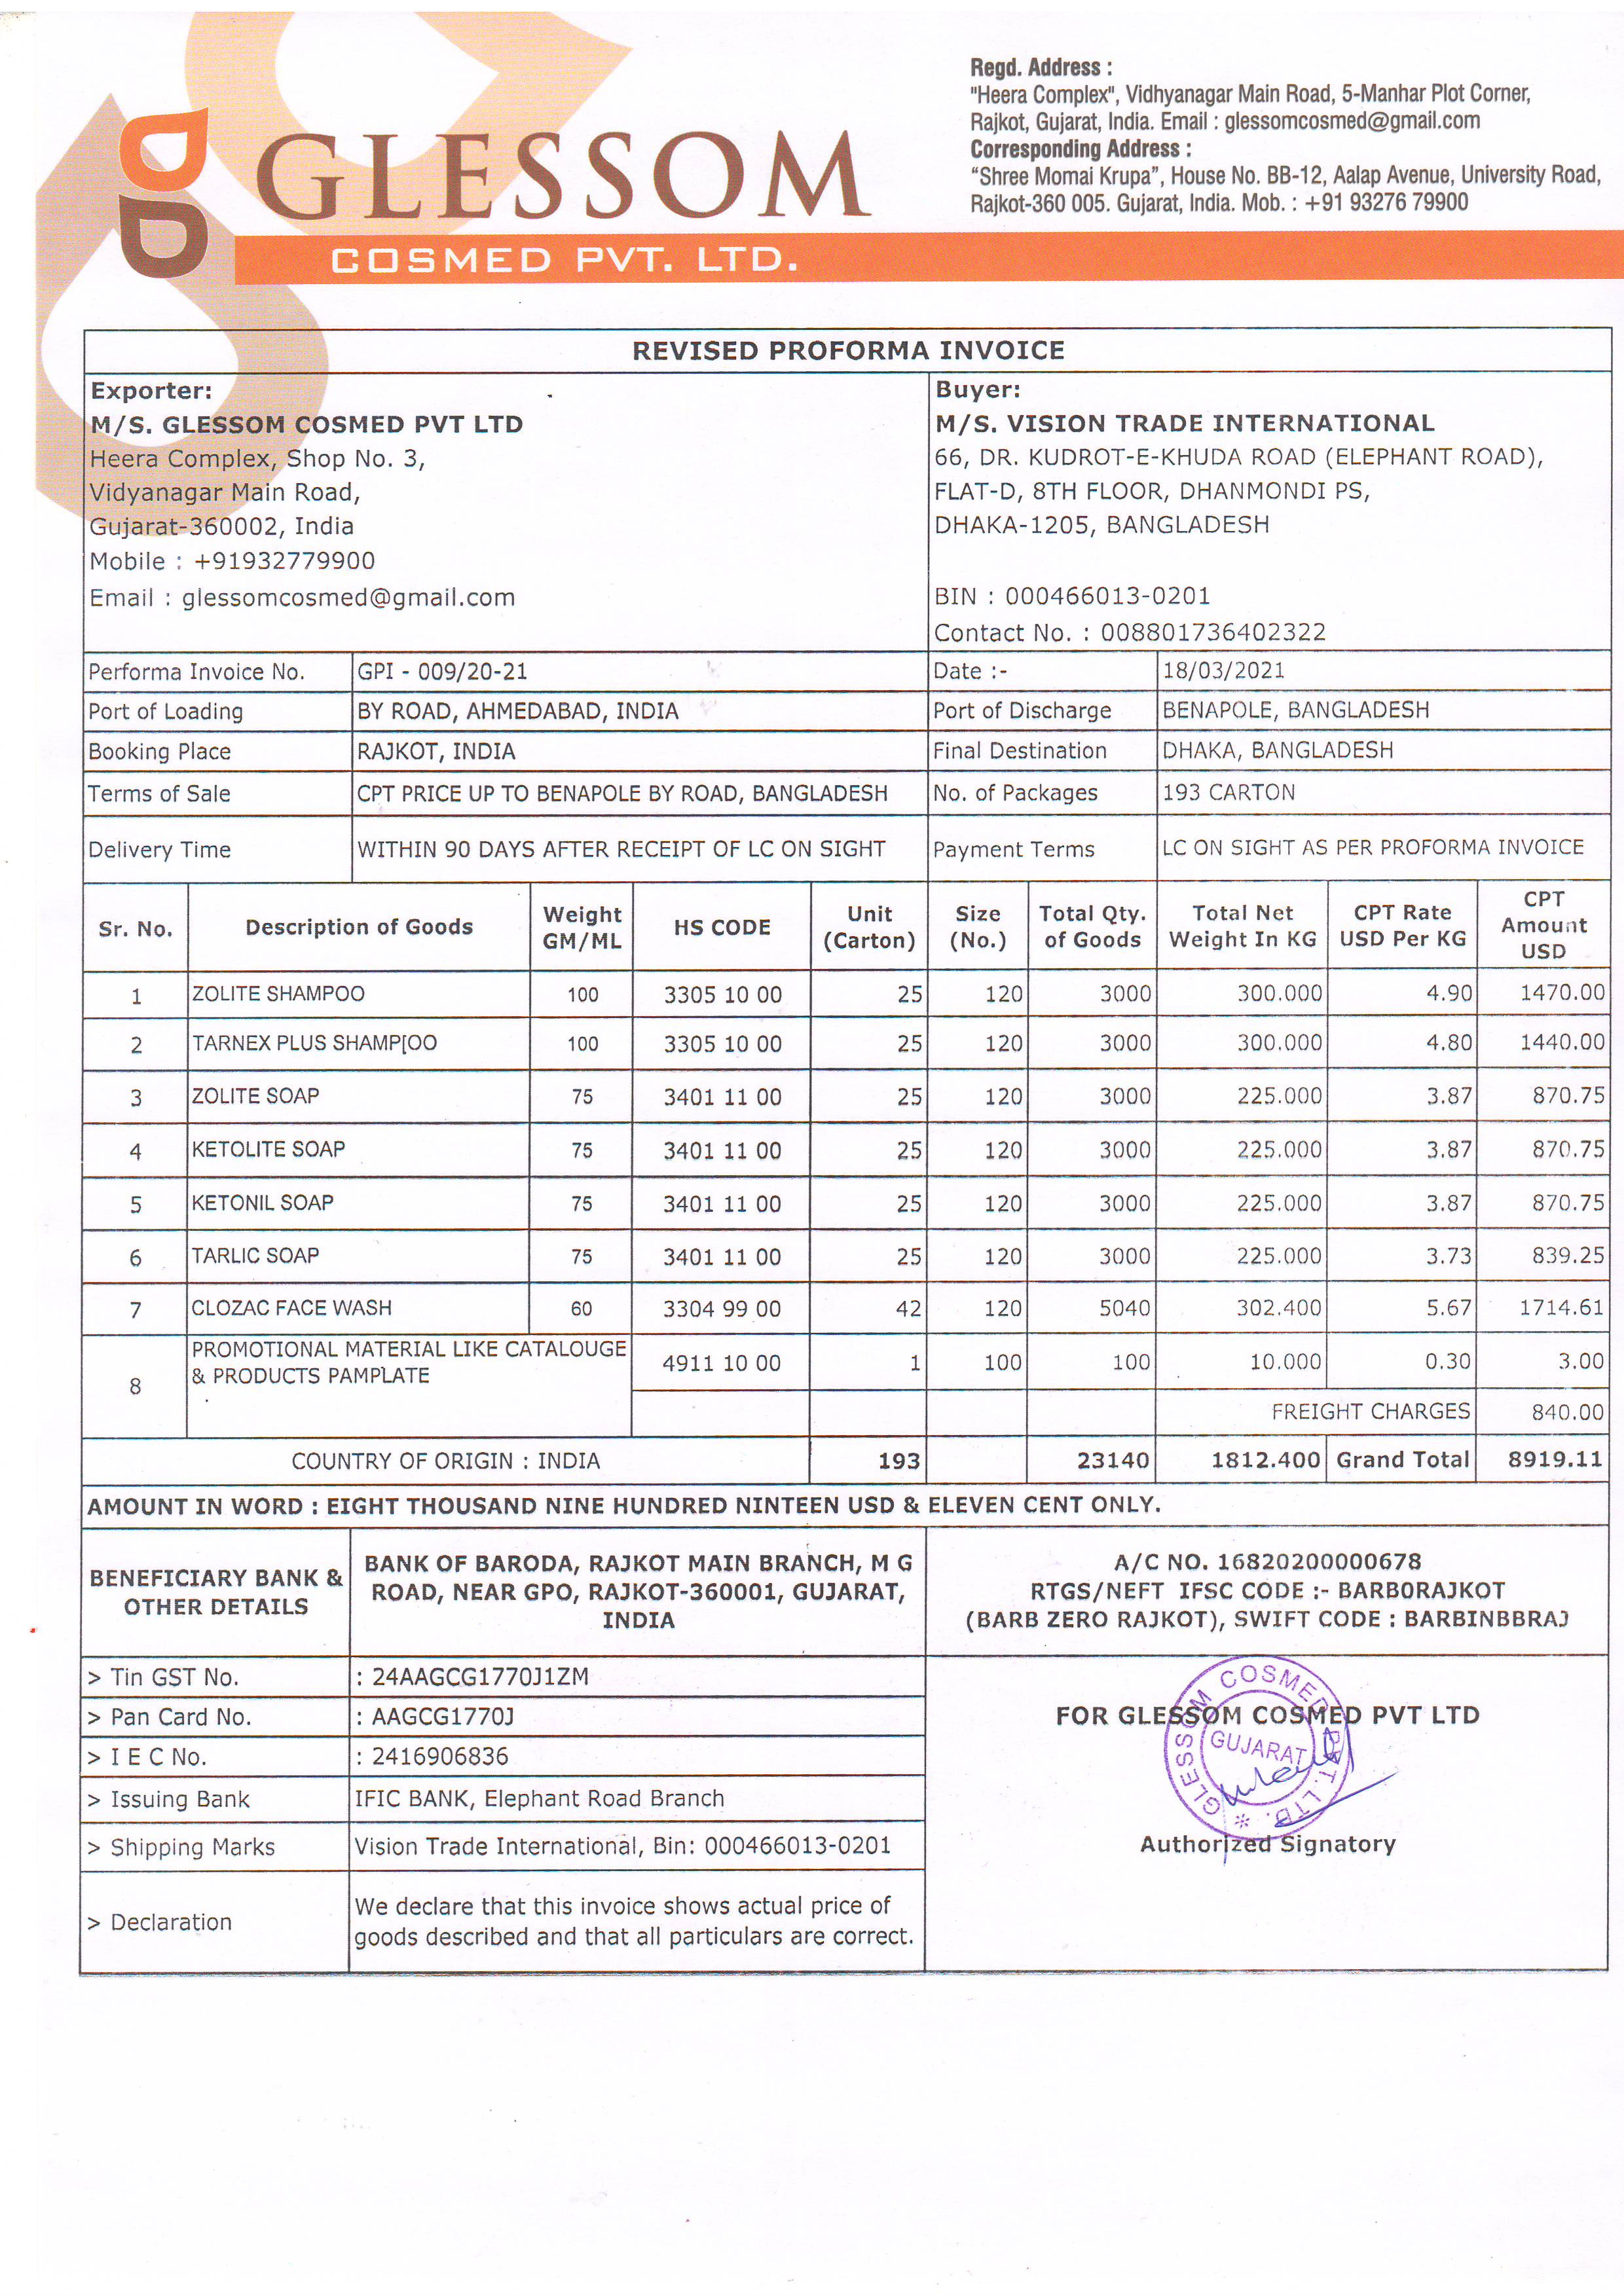 GLESSOM
COSMED PVT. LTD.
Regd. Address :
"Heera Complex", Vidhyanagar Main Road, 5-Manhar Plot Corner,
Rajkot, Gujarat, India. Email : glessomcosmed@gmail.com
Corresponding Address :
“Shree Momai Krupa”, House No. BB-12, Aalap Avenue, University Road,
Rajkot-360 005. Gujarat, India. Mob. : +91 93276 79900
REVISED PROFORMA INVOICE
Exporter:
M/S. GLESSOM COSMED PVT LTD
Heera Complex, Shop No. 3,
Vidyanagar Main Road,
Gujarat-360002, India
Mobile : +91932779900
Email : glessomcosmed@gmail.com
Buyer:
M/S. VISION TRADE INTERNATIONAL
66, DR. KUDROT-E-KHUDA ROAD (ELEPHANT ROAD),
FLAT-D, 8TH FLOOR, DHANMONDI PS,
DHAKA-1205, BANGLADESH
BIN : 000466013-0201
Contact No. : 008801736402322
Performa Invoice No. GPI - 009/20-21 Date :- 18/03/2021
Port of Loading BY ROAD, AHMEDABAD, INDIA Port of Discharge BENAPOLE, BANGLADESH
Booking Place RAJKOT, INDIA Final Destination DHAKA, BANGLADESH
Terms of Sale CPT PRICE UP TO BENAPOLE BY ROAD, BANGLADESH No. of Packages 193 CARTON
Delivery Time WITHIN 90 DAYS AFTER RECEIPT OF LC ON SIGHT Payment Terms LC ON SIGHT AS PER PROFORMA INVOICE
Sr. No. Description of Goods Weight GM/ML HS CODE Unit (Carton) Size (No.) Total Qty. of Goods Total Net Weight In KG CPT Rate USD Per KG CPT Amount USD
1 ZOLITE SHAMPOO 100 3305 10 00 25 120 3000 300.000 4.90 1470.00
2 TARNEX PLUS SHAMP[OO 100 3305 10 00 25 120 3000 300.000 4.80 1440.00
3 ZOLITE SOAP 75 3401 11 00 25 120 3000 225.000 3.87 870.75
4 KETOLITE SOAP 75 3401 11 00 25 120 3000 225.000 3.87 870.75
5 KETONIL SOAP 75 3401 11 00 25 120 3000 225.000 3.87 870.75
6 TARLIC SOAP 75 3401 11 00 25 120 3000 225.000 3.73 839.25
7 CLOZAC FACE WASH 60 3304 99 00 42 120 5040 302.400 5.67 1714.61
8 PROMOTIONAL MATERIAL LIKE CATALOUGE & PRODUCTS PAMPLATE 4911 10 00 1 100 100 10.000 0.30 3.00
FREIGHT CHARGES 840.00
COUNTRY OF ORIGIN : INDIA 193 23140 1812.400 Grand Total 8919.11
AMOUNT IN WORD : EIGHT THOUSAND NINE HUNDRED NINTEEN USD & ELEVEN CENT ONLY.
BENEFICIARY BANK &
OTHER DETAILS
BANK OF BARODA, RAJKOT MAIN BRANCH, M G
ROAD, NEAR GPO, RAJKOT-360001, GUJARAT,
INDIA
A/C NO. 16820200000678
RTGS/NEFT IFSC CODE :- BARB0RAJKOT
(BARB ZERO RAJKOT), SWIFT CODE : BARBINBBRAJ
> Tin GST No. : 24AAGCG1770J1ZM
> Pan Card No. : AAGCG1770J
> I E C No. : 2416906836
> Issuing Bank IFIC BANK, Elephant Road Branch
> Shipping Marks Vision Trade International, Bin: 000466013-0201
> Declaration We declare that this invoice shows actual price of
goods described and that all particulars are correct.
FOR GLESSOM COSMED PVT LTD
GLESSOM COSMED PVT. LTD. *
GUJARAT
Authorized Signatory